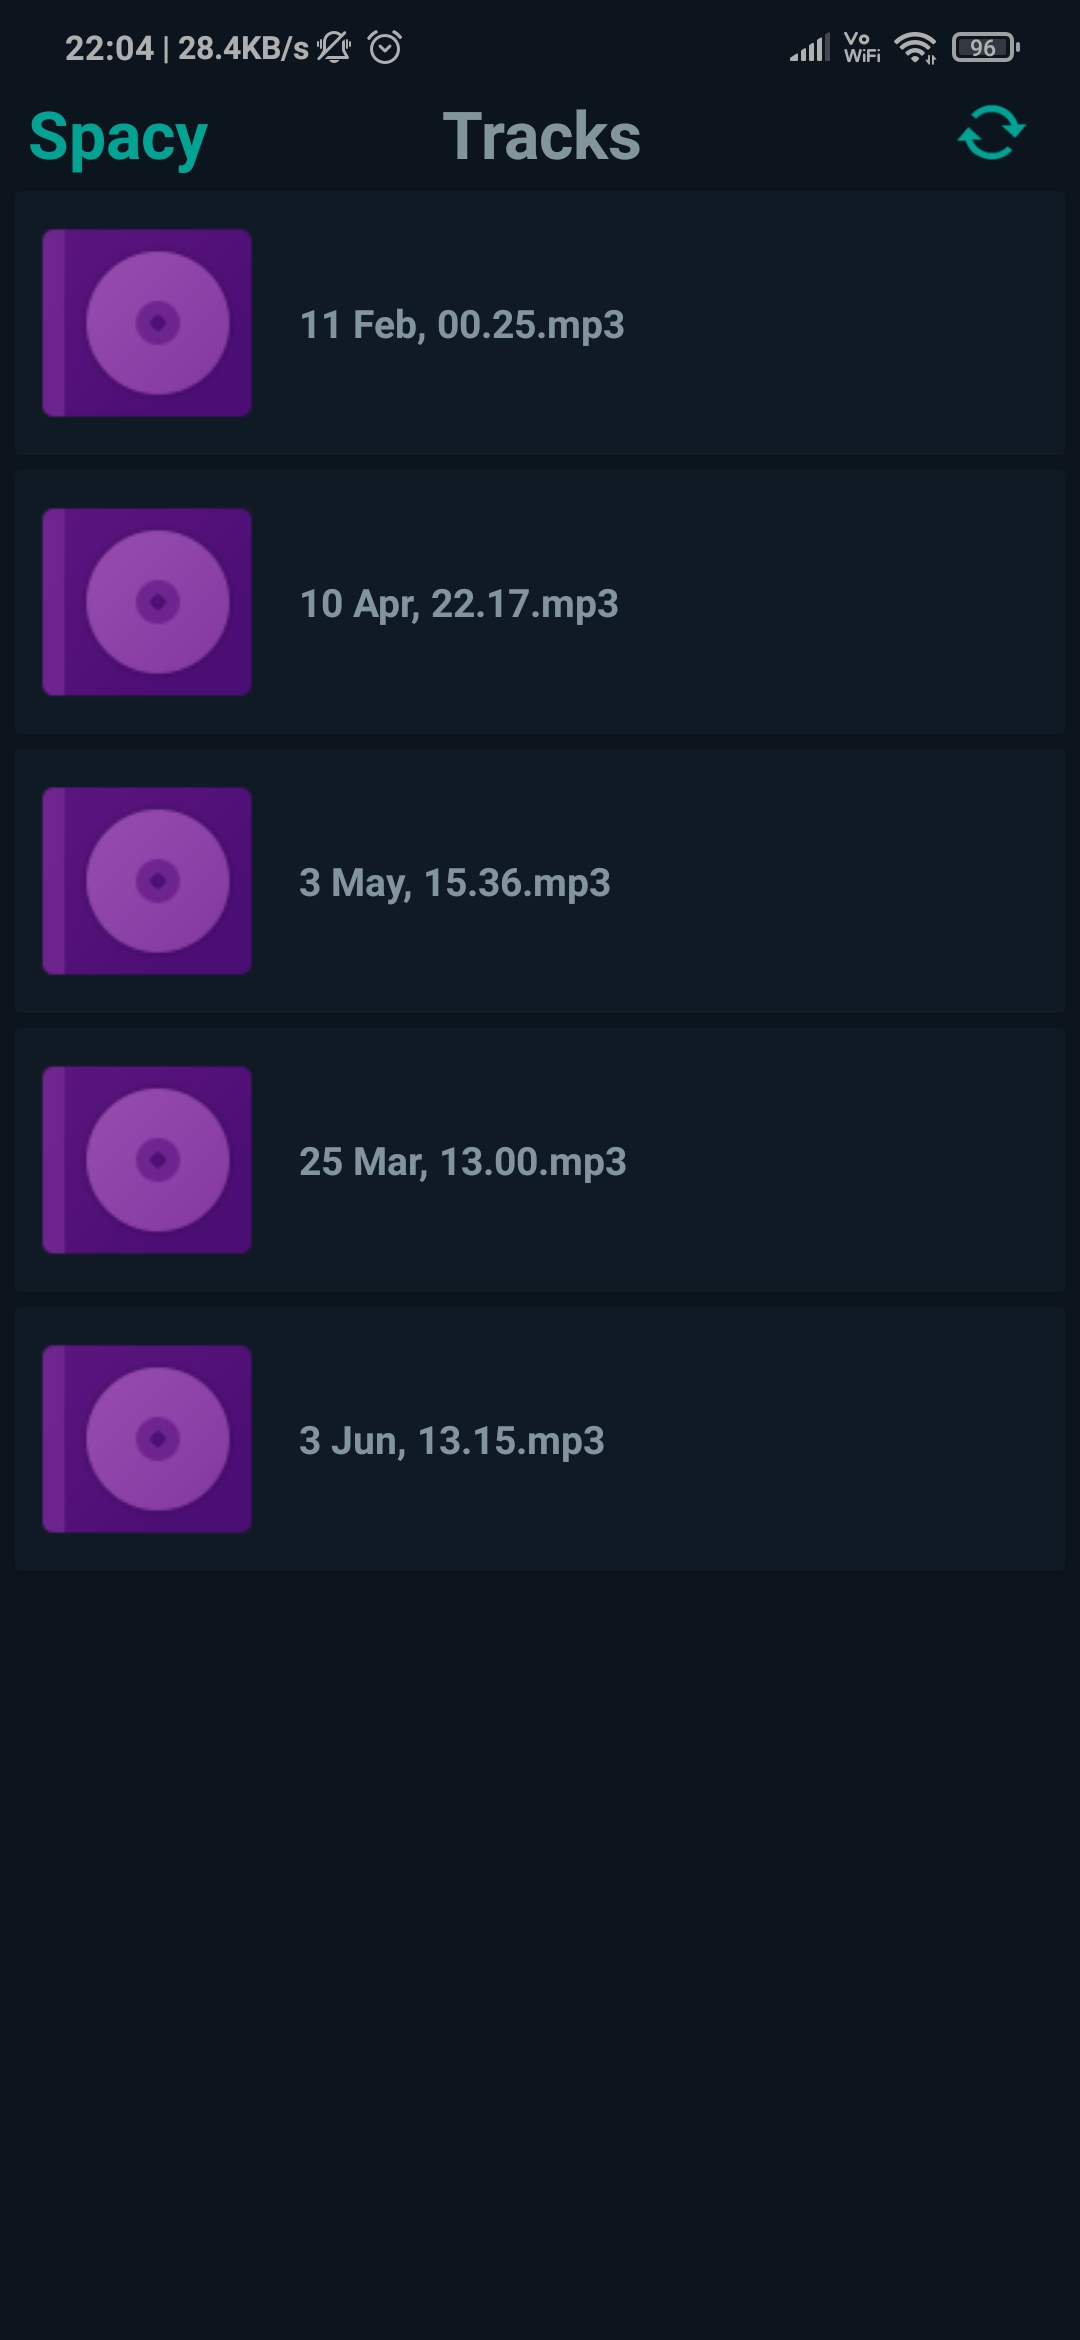 22:04 | 28.4KB/s Vo WiFi 96
Spacy Tracks
11 Feb, 00.25.mp3
10 Apr, 22.17.mp3
3 May, 15.36.mp3
25 Mar, 13.00.mp3
3 Jun, 13.15.mp3